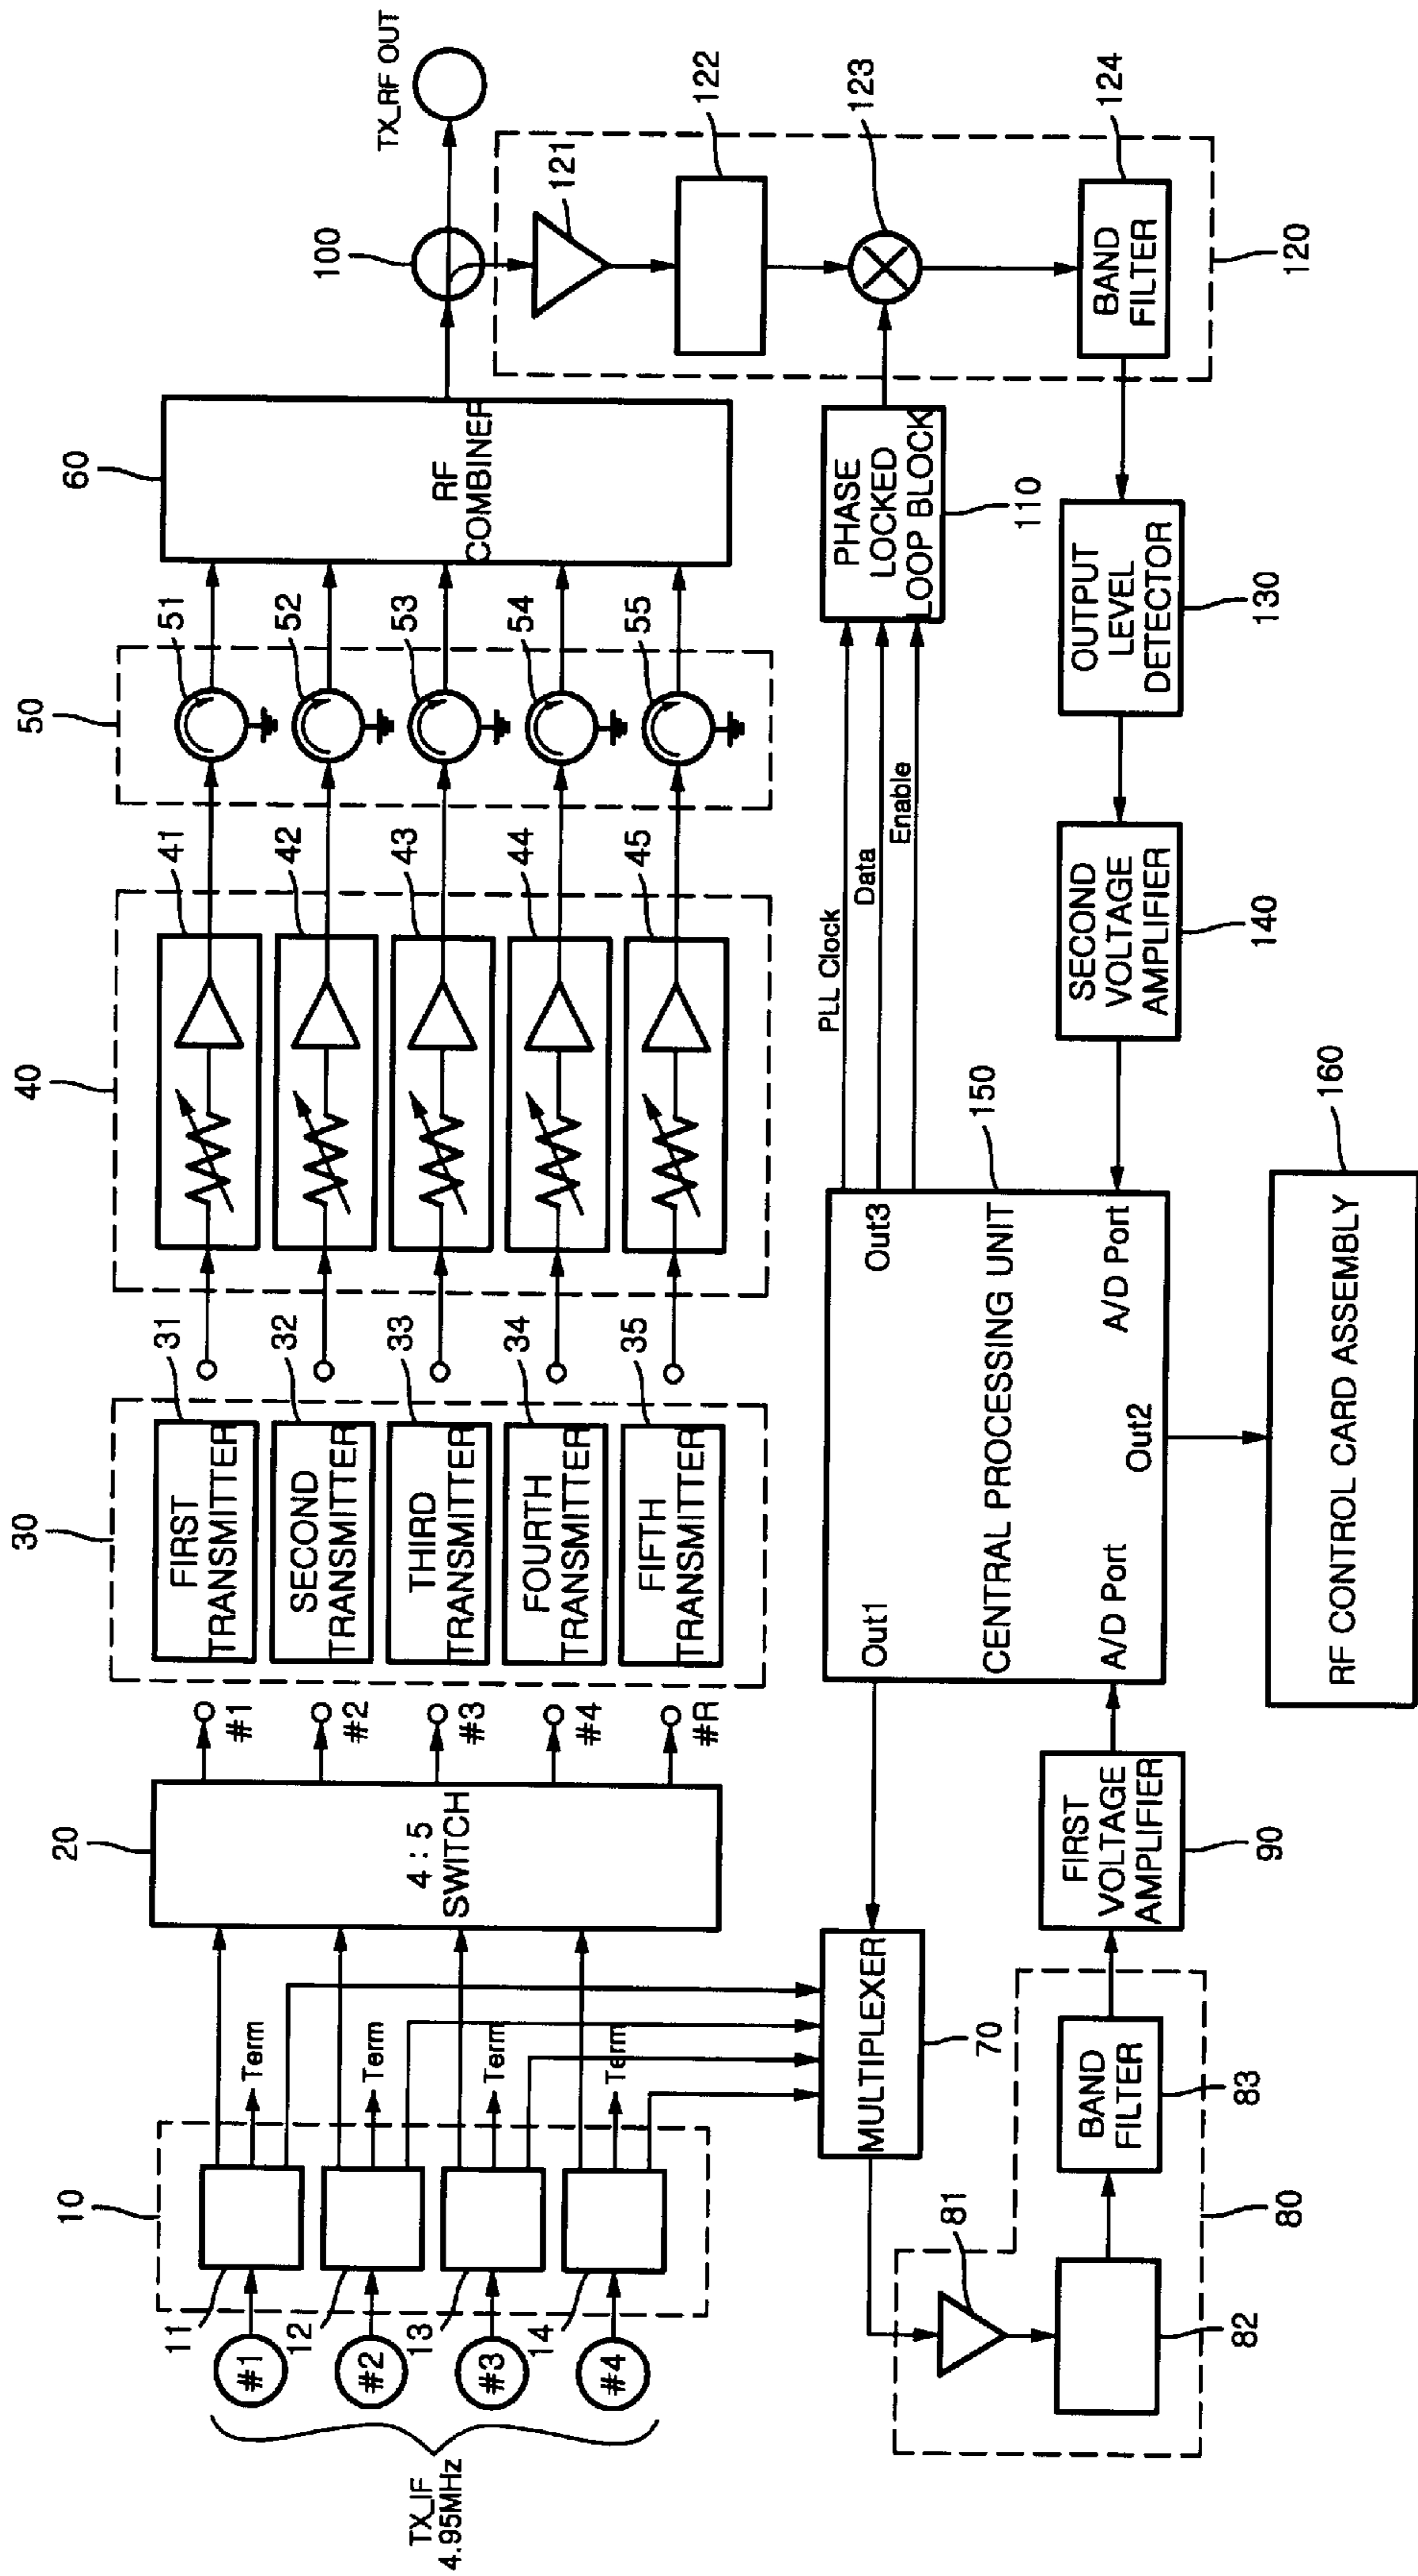 TX_IF
4.95MHz
#1
#2
#3
#4
11
12
13
14
10
Term
Term
Term
Term
20
4 : 5
SWITCH
#1
#2
#3
#4
#R
30
FIRST
TRANSMITTER
31
SECOND
TRANSMITTER
32
THIRD
TRANSMITTER
33
FOURTH
TRANSMITTER
34
FIFTH
TRANSMITTER
35
40
41
42
43
44
45
50
51
52
53
54
55
60
RF
COMBINER
100
TX_RF OUT
121
122
123
BAND
FILTER
124
120
PHASE
LOCKED
LOOP BLOCK
110
OUTPUT
LEVEL
DETECTOR
130
SECOND
VOLTAGE
AMPLIFIER
140
PLL Clock
Data
Enable
150
Out1
Out3
CENTRAL PROCESSING UNIT
A/D Port
Out2
A/D Port
RF CONTROL CARD ASSEMBLY
160
MULTIPLEXER
70
81
82
BAND
FILTER
83
80
FIRST
VOLTAGE
AMPLIFIER
90